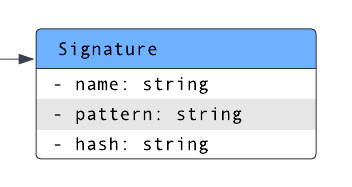 Signature
- name: string
- pattern: string
- hash: string